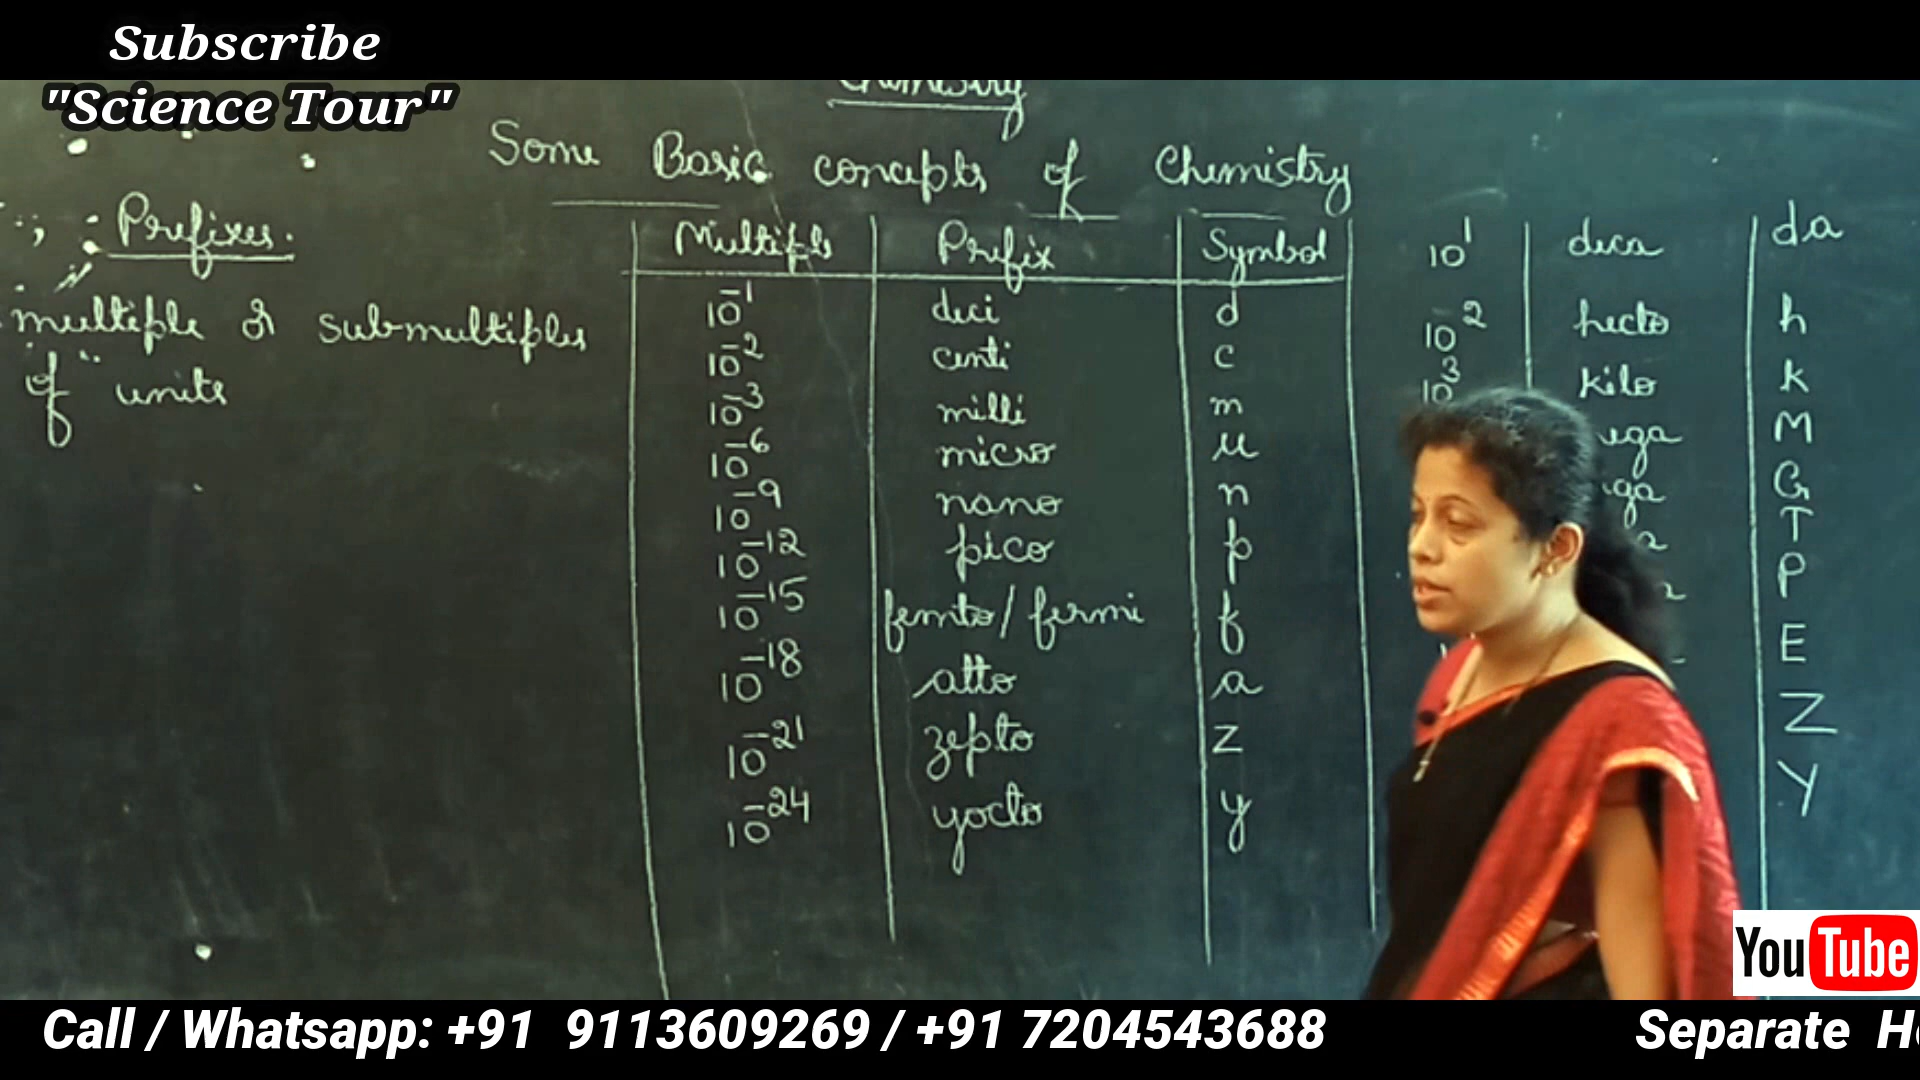 Subscribe
"Science Tour"
Chemistry
Some Basic concepts of Chemistry
Prefixes.
multiple or submultiples
of units
Multiple Prefix Symbol
10⁻¹ deci d
10⁻² centi c
10⁻³ milli m
10⁻⁶ micro μ
10⁻⁹ nano n
10⁻¹² pico p
10⁻¹⁵ femto/fermi f
10⁻¹⁸ atto a
10⁻²¹ zepto z
10⁻²⁴ yocto y
10¹ deca da
10² hecto h
10³ kilo k
M
G
T
P
E
Z
Y
YouTube
Call / Whatsapp: +91 9113609269 / +91 7204543688
Separate